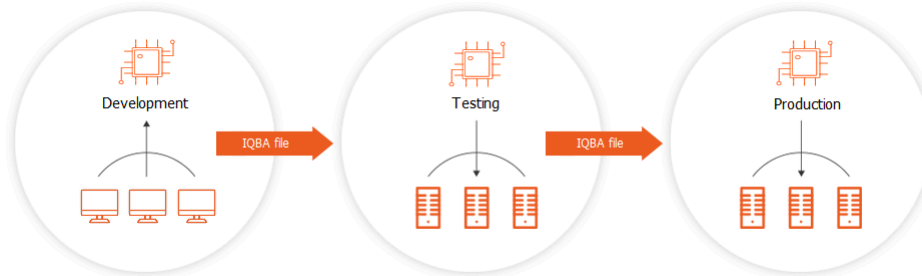 Development
IQBA file
Testing
IQBA file
Production